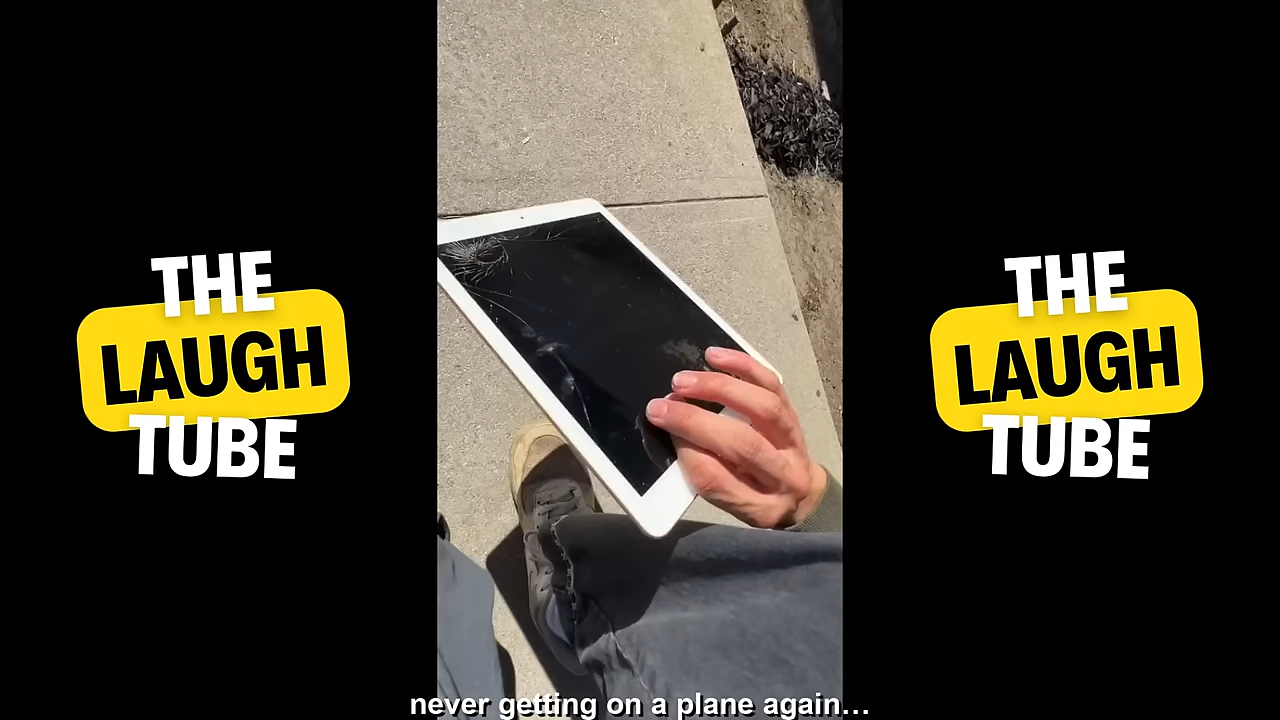 THE
LAUGH
TUBE
THE
LAUGH
TUBE
never getting on a plane again...